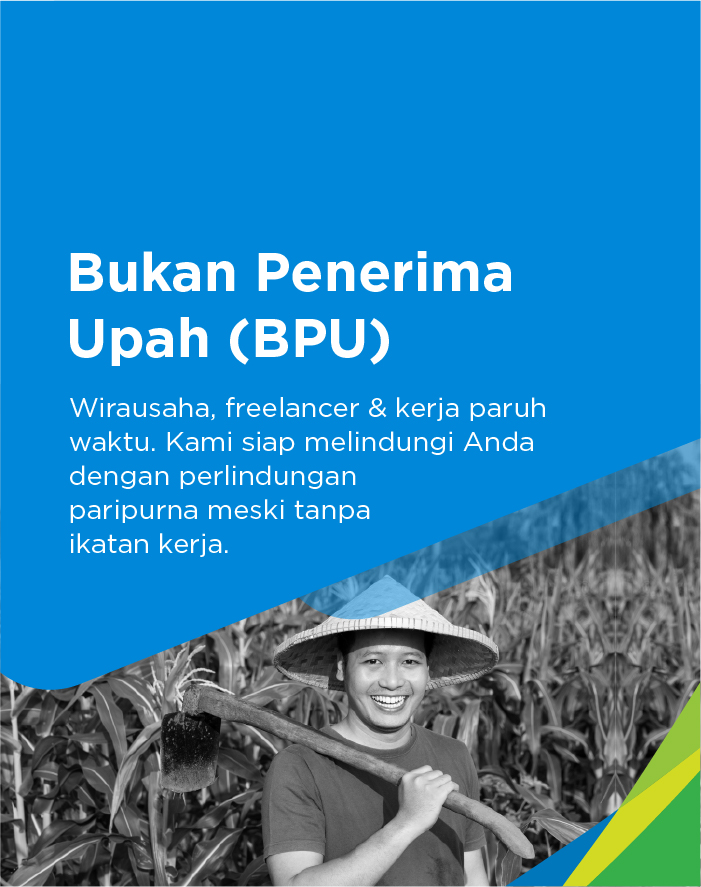 Bukan Penerima
Upah (BPU)
Wirausaha, freelancer & kerja paruh
waktu. Kami siap melindungi Anda
dengan perlindungan
paripurna meski tanpa
ikatan kerja.